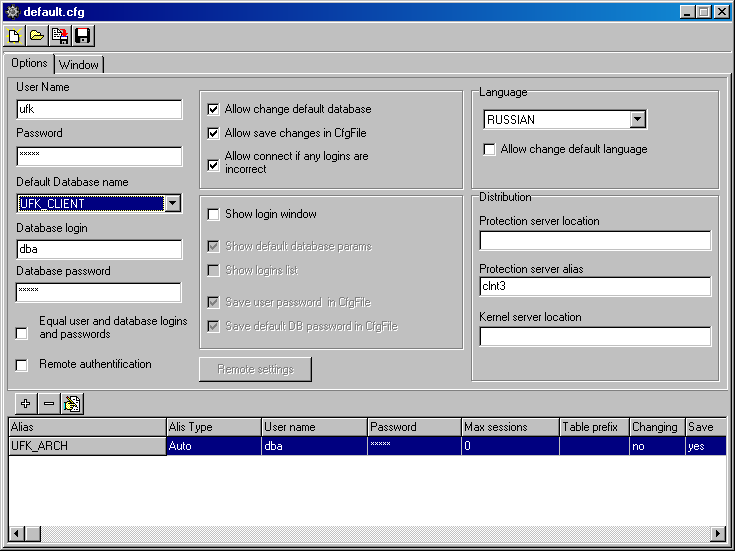 default.cfg
Options
Window
User Name
ufk
Password
*****
Default Database name
UFK_CLIENT
Database login
dba
Database password
*****
Equal user and database logins
and passwords
Remote authentification
Allow change default database
Allow save changes in CfgFile
Allow connect if any logins are
incorrect
Show login window
Show default database params
Show logins list
Save user password in CfgFile
Save default DB password in CfgFile
Remote settings
Language
RUSSIAN
Allow change default language
Distribution
Protection server location
Protection server alias
clnt3
Kernel server location
Alias Alis Type User name Password Max sessions Table prefix Changing Save
UFK_ARCH Auto dba ***** 0 no yes